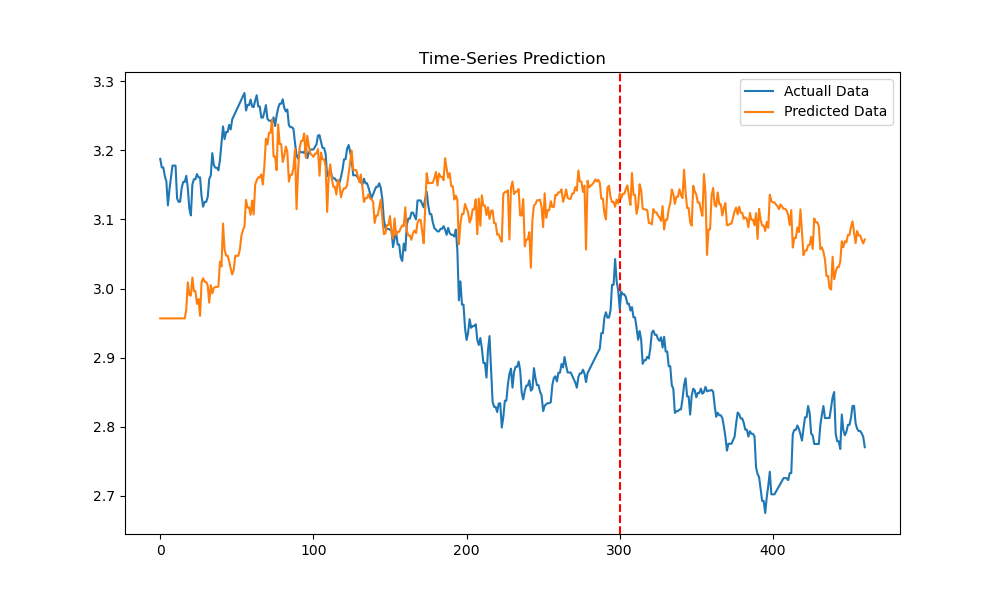 Time-Series Prediction
Actuall Data
Predicted Data
3.3
3.2
3.1
3.0
2.9
2.8
2.7
0 100 200 300 400